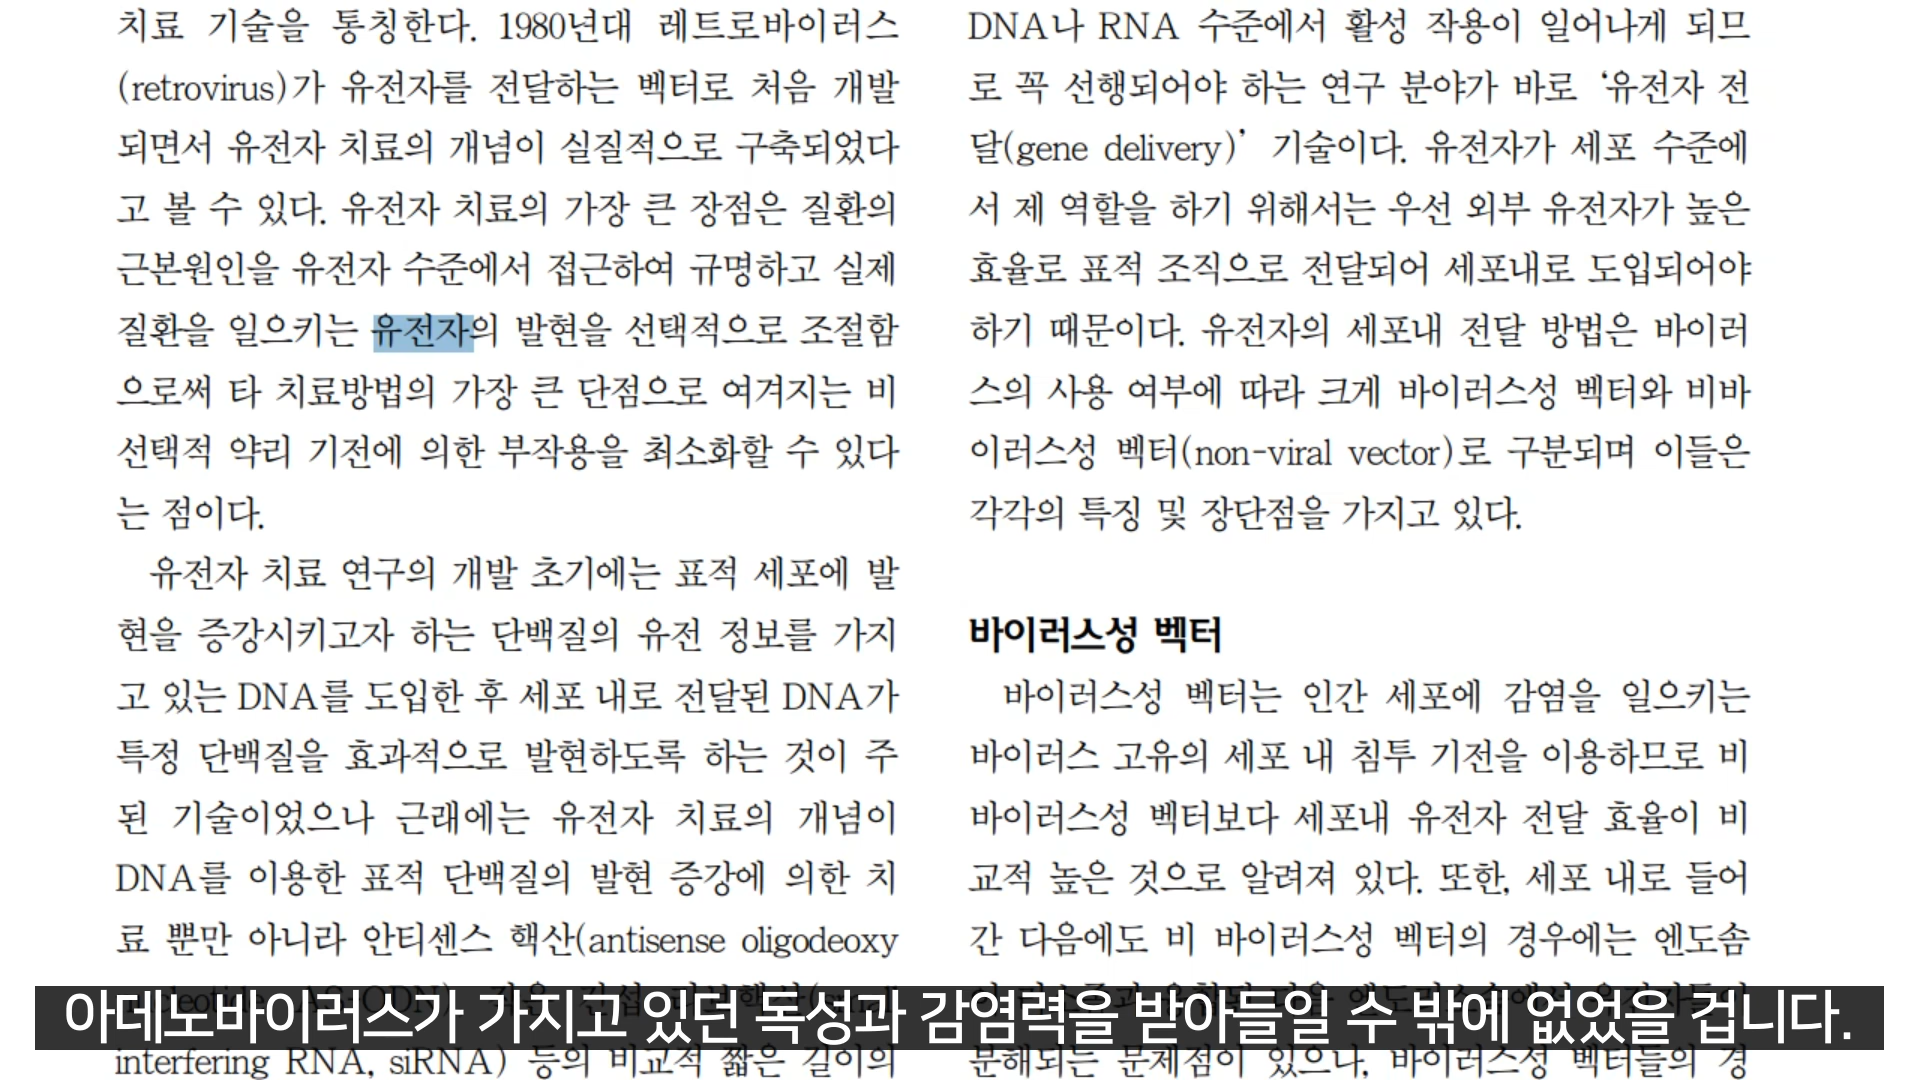 치료 기술을 통칭한다. 1980년대 레트로바이러스
(retrovirus)가 유전자를 전달하는 벡터로 처음 개발
되면서 유전자 치료의 개념이 실질적으로 구축되었다
고 볼 수 있다. 유전자 치료의 가장 큰 장점은 질환의
근본원인을 유전자 수준에서 접근하여 규명하고 실제
질환을 일으키는 유전자의 발현을 선택적으로 조절함
으로써 타 치료방법의 가장 큰 단점으로 여겨지는 비
선택적 약리 기전에 의한 부작용을 최소화할 수 있다
는 점이다.
유전자 치료 연구의 개발 초기에는 표적 세포에 발
현을 증강시키고자 하는 단백질의 유전 정보를 가지
고 있는 DNA를 도입한 후 세포 내로 전달된 DNA가
특정 단백질을 효과적으로 발현하도록 하는 것이 주
된 기술이었으나 근래에는 유전자 치료의 개념이
DNA를 이용한 표적 단백질의 발현 증강에 의한 치
료 뿐만 아니라 안티센스 핵산(antisense oligodeoxy
interfering RNA, siRNA) 등의 비교적 짧은 길이의
DNA나 RNA 수준에서 활성 작용이 일어나게 되므
로 꼭 선행되어야 하는 연구 분야가 바로 ‘유전자 전
달(gene delivery)’ 기술이다. 유전자가 세포 수준에
서 제 역할을 하기 위해서는 우선 외부 유전자가 높은
효율로 표적 조직으로 전달되어 세포내로 도입되어야
하기 때문이다. 유전자의 세포내 전달 방법은 바이러
스의 사용 여부에 따라 크게 바이러스성 벡터와 비바
이러스성 벡터(non-viral vector)로 구분되며 이들은
각각의 특징 및 장단점을 가지고 있다.
바이러스성 벡터
바이러스성 벡터는 인간 세포에 감염을 일으키는
바이러스 고유의 세포 내 침투 기전을 이용하므로 비
바이러스성 벡터보다 세포내 유전자 전달 효율이 비
교적 높은 것으로 알려져 있다. 또한, 세포 내로 들어
간 다음에도 비 바이러스성 벡터의 경우에는 엔도솜
분해되는 문제점이 있으나, 바이러스성 벡터들의 경
아데노바이러스가 가지고 있던 독성과 감염력을 받아들일 수 밖에 없었을 겁니다.